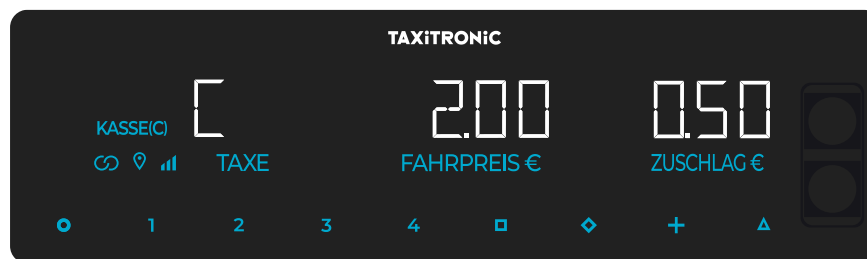 TAXiTRONiC
C 2.00 0.50
KASSE(C)
TAXE FAHRPREIS € ZUSCHLAG €
1 2 3 4